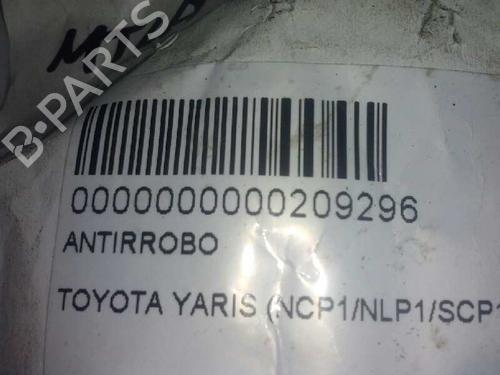 B-PARTS
0000000000209296
ANTIRROBO
TOYOTA YARIS (NCP1/NLP1/SCP1